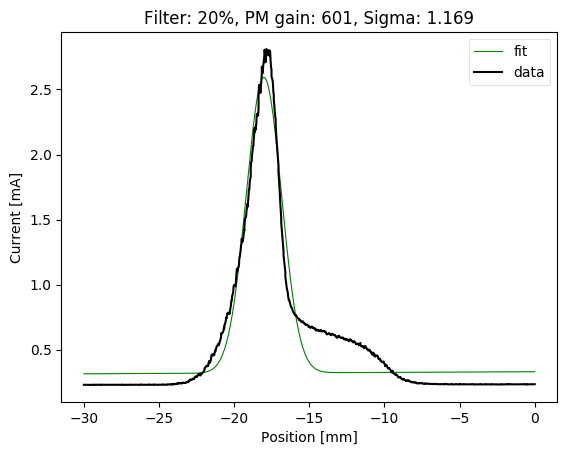 Filter: 20%, PM gain: 601, Sigma: 1.169
fit
data
Current [mA]
2.5
2.0
1.5
1.0
0.5
−30 −25 −20 −15 −10 −5 0
Position [mm]